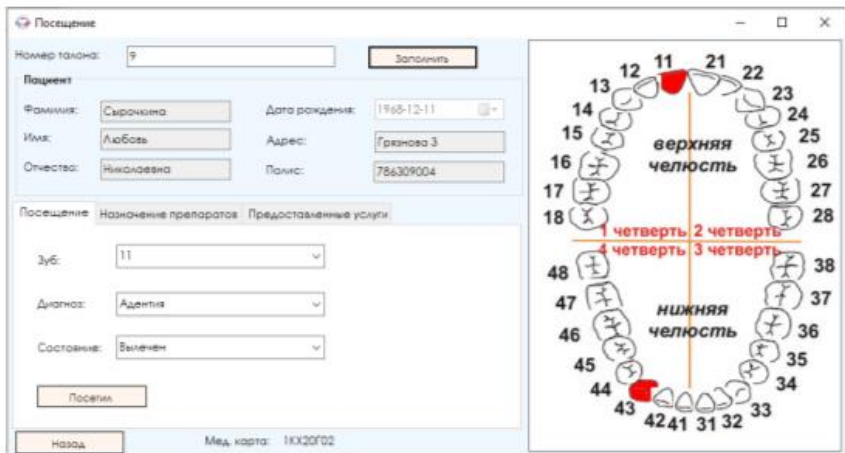 Посещение
Номер талона: 9 Заполнить
Пациент
Фамилия: Сырочкина Дата рождения: 1968-12-11
Имя: Любовь Адрес: Грязнова 3
Отчество: Николаевна Полис: 786309004
Посещение Назначение препаратов Предоставленные услуги
Зуб: 11
Диагноз: Адентия
Состояние: Вылечен
Посетил
Назад Мед. карта: 1КХ20Г02
11 21
12 22
13 23
14 24
15 25
верхняя
челюсть
16 26
17 27
18 28
1 четверть 2 четверть
4 четверть 3 четверть
48 38
47 37
нижняя
челюсть
46 36
45 35
44 34
43 42 41 31 32 33